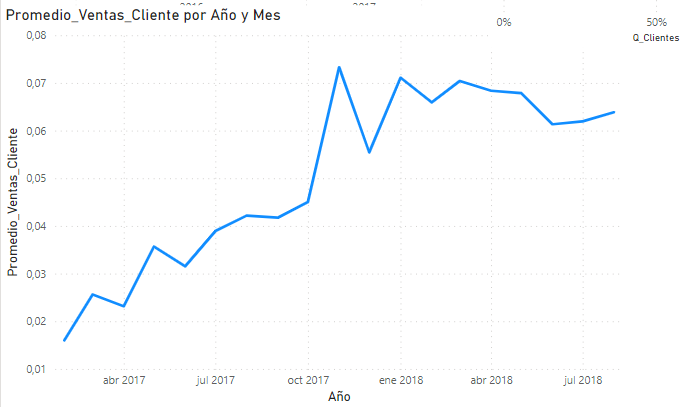 Promedio_Ventas_Cliente por Año y Mes
0%
50%
Q_Clientes
0,08
0,07
0,06
0,05
0,04
0,03
0,02
0,01
Promedio_Ventas_Cliente
abr 2017
jul 2017
oct 2017
ene 2018
abr 2018
jul 2018
Año